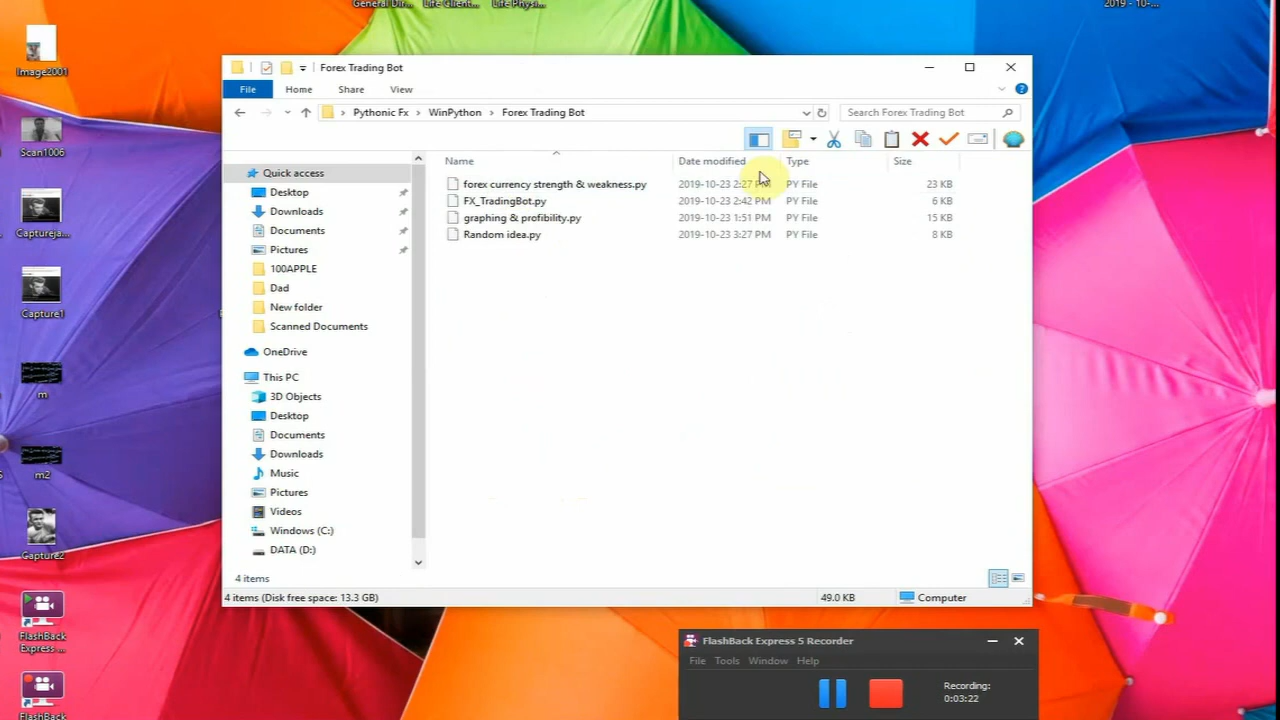 General Dir...
Life Client...
Life Physi...
2019 - 10-...
Image2001
Scan1006
Captureja...
Capture1
m
m2
Capture2
FlashBack
Express ...
FlashBack
Forex Trading Bot
File
Home
Share
View
Pythonic Fx > WinPython > Forex Trading Bot
Search Forex Trading Bot
Name
Date modified
Type
Size
forex currency strength & weakness.py 2019-10-23 2:27 PM PY File 23 KB
FX_TradingBot.py 2019-10-23 2:42 PM PY File 6 KB
graphing & profibility.py 2019-10-23 1:51 PM PY File 15 KB
Random idea.py 2019-10-23 3:27 PM PY File 8 KB
Quick access
Desktop
Downloads
Documents
Pictures
100APPLE
Dad
New folder
Scanned Documents
OneDrive
This PC
3D Objects
Desktop
Documents
Downloads
Music
Pictures
Videos
Windows (C:)
DATA (D:)
4 items
4 items (Disk free space: 13.3 GB)
49.0 KB
Computer
FlashBack Express 5 Recorder
File Tools Window Help
Recording:
0:03:22